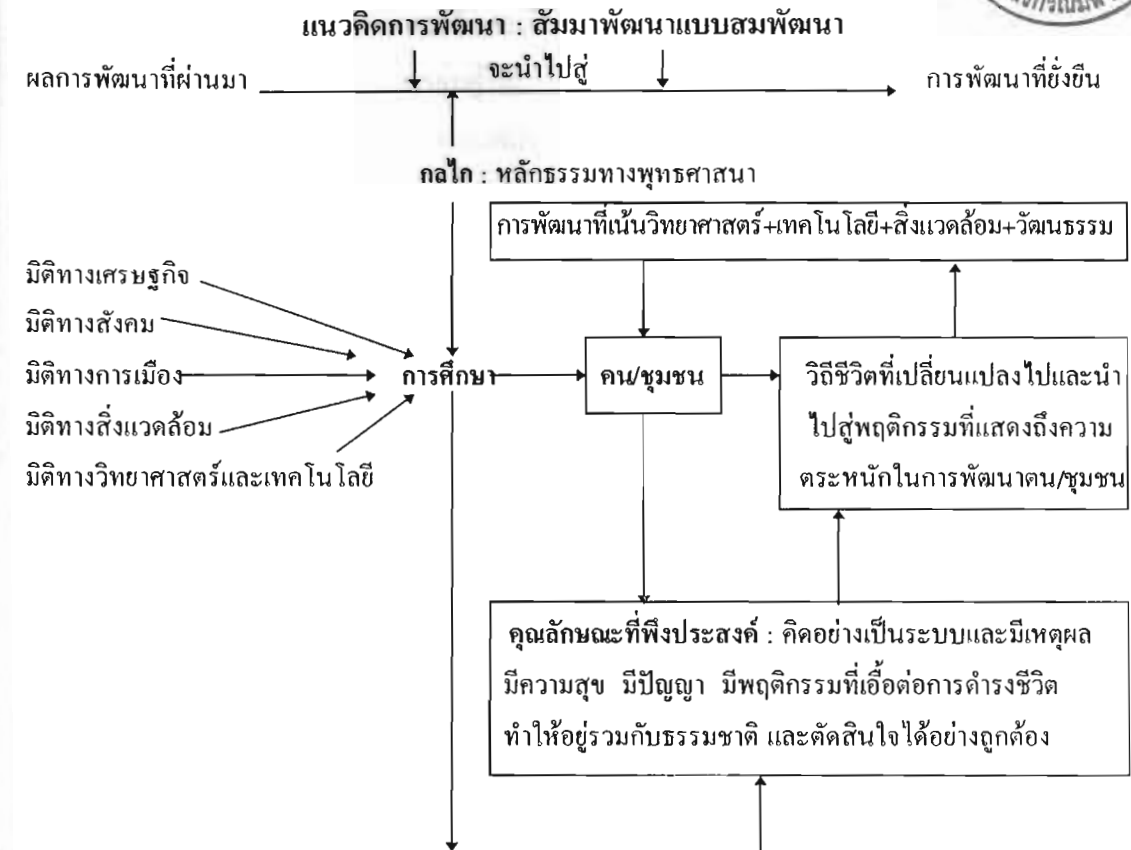 แนวคิดการพัฒนา : สัมมาพัฒนาแบบสมพัฒนา
ผลการพัฒนาที่ผ่านมา
จะนำไปสู่
การพัฒนาที่ยั่งยืน
กลไก : หลักธรรมทางพุทธศาสนา
การพัฒนาที่เน้นวิทยาศาสตร์+เทคโนโลยี+สิ่งแวดล้อม+วัฒนธรรม
มิติทางเศรษฐกิจ
มิติทางสังคม
มิติทางการเมือง
มิติทางสิ่งแวดล้อม
มิติทางวิทยาศาสตร์และเทคโนโลยี
การศึกษา
คน/ชุมชน
วิถีชีวิตที่เปลี่ยนแปลงไปและนำ
ไปสู่พฤติกรรมที่แสดงถึงความ
ตระหนักในการพัฒนาตน/ชุมชน
คุณลักษณะที่พึงประสงค์ : คิดอย่างเป็นระบบและมีเหตุผล
มีความสุข มีปัญญา มีพฤติกรรมที่เอื้อต่อการดำรงชีวิต
ทำให้อยู่รวมกับธรรมชาติ และตัดสินใจได้อย่างถูกต้อง